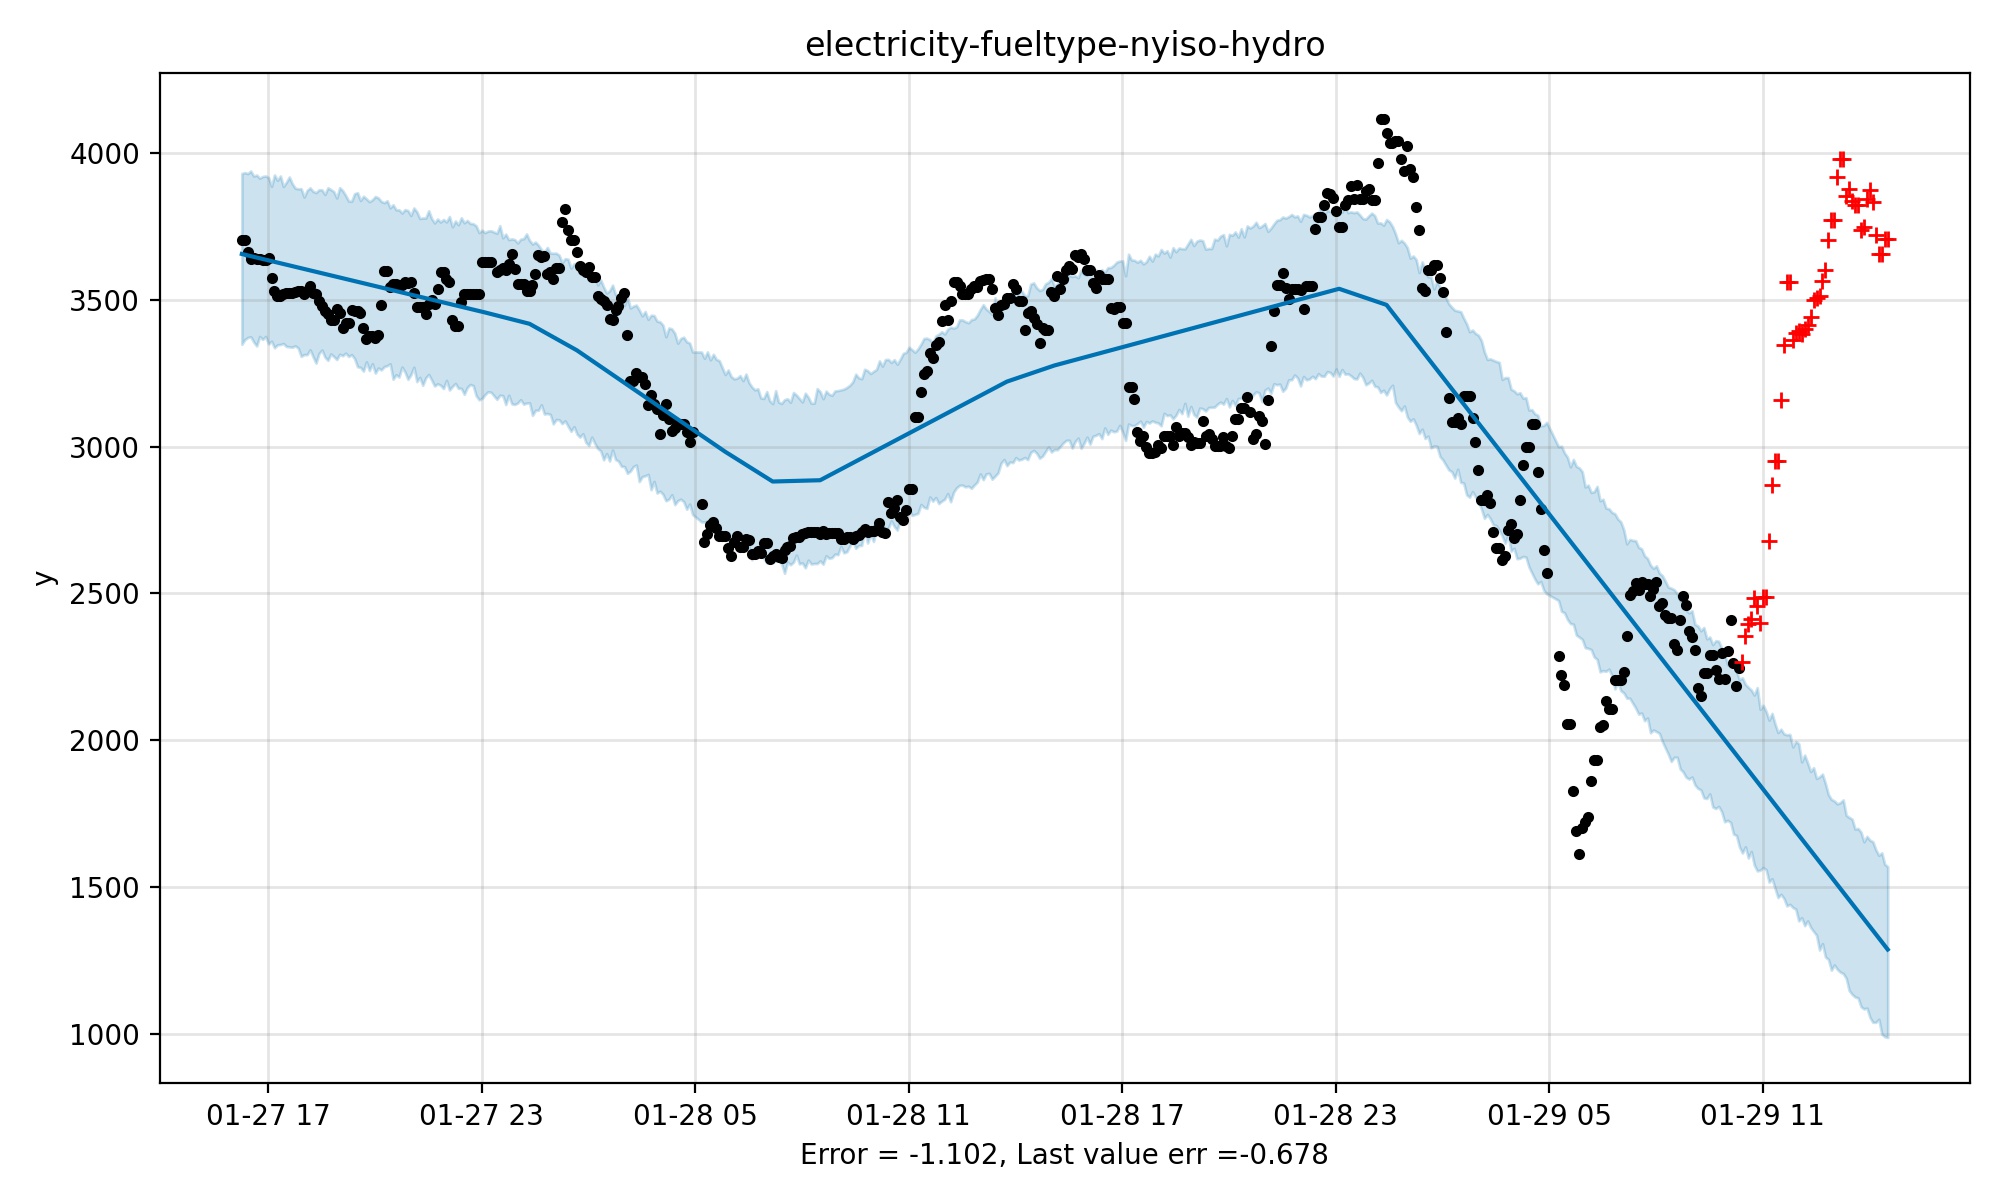 electricity-fueltype-nyiso-hydro
4000
3500
3000
2500
2000
1500
1000
y
01-27 17 01-27 23 01-28 05 01-28 11 01-28 17 01-28 23 01-29 05 01-29 11
Error = -1.102, Last value err =-0.678